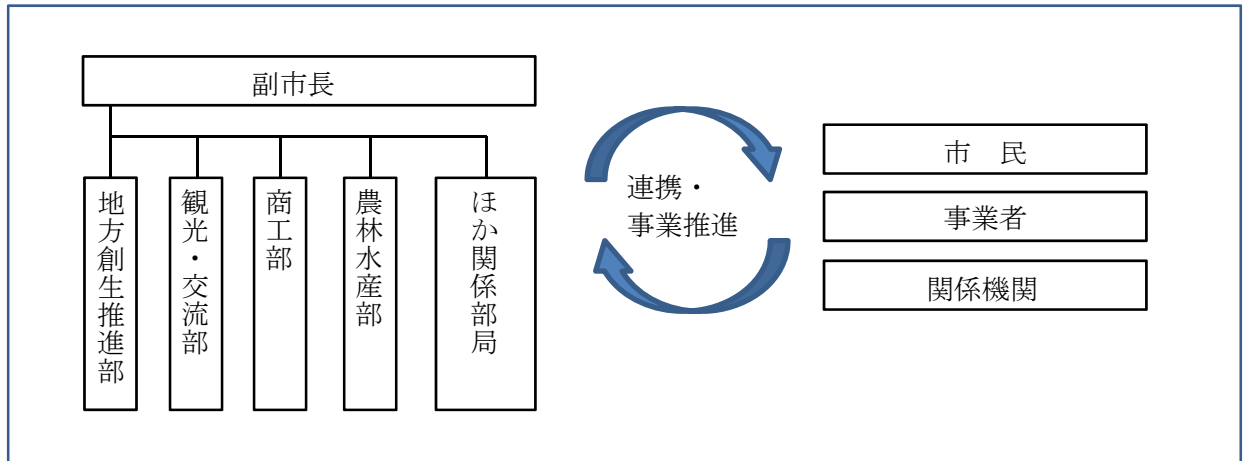 副市長
地方創生推進部
観光・交流部
商工部
農林水産部
ほか関係部局
連携・
事業推進
市　民
事業者
関係機関